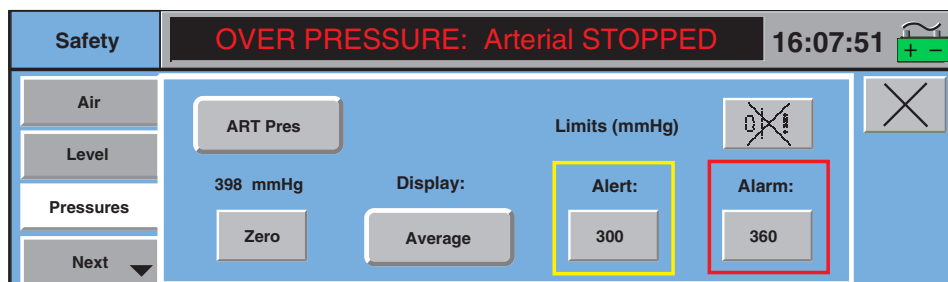 Safety
OVER PRESSURE: Arterial STOPPED
16:07:51
+ -
Air
Level
Pressures
Next
ART Pres
Limits (mmHg)
398 mmHg
Display:
Alert:
Alarm:
Zero
Average
300
360